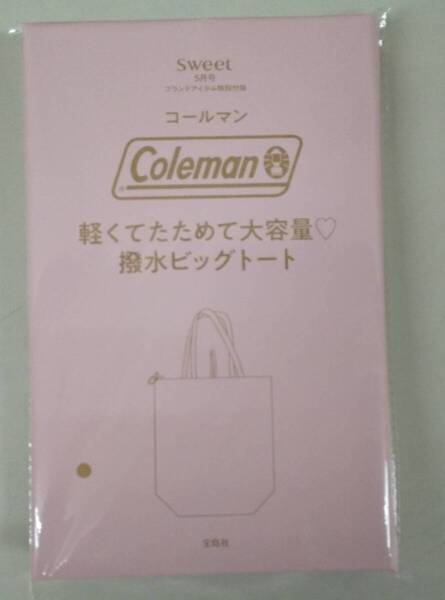 sweet
5月号
ブランドアイテム特別付録
コールマン
Coleman
軽くてたためて大容量♡
撥水ビッグトート
宝島社